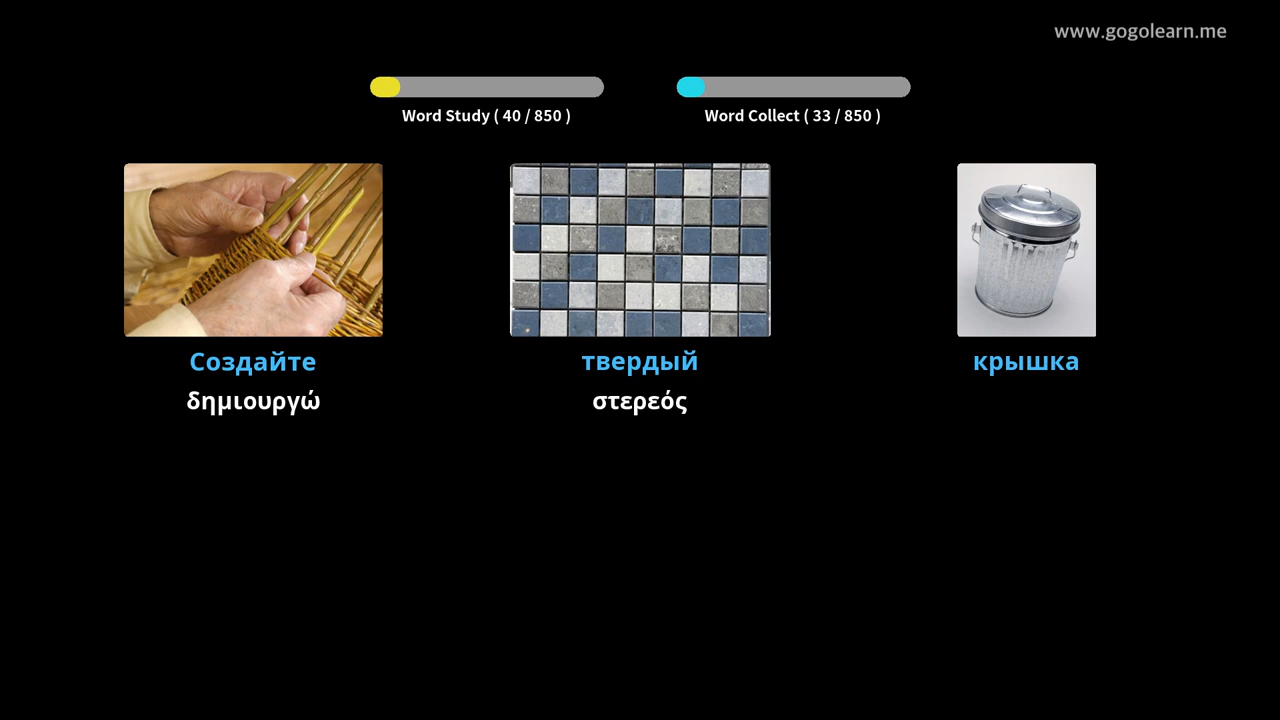 www.gogolearn.me
Word Study ( 40 / 850 )
Word Collect ( 33 / 850 )
Создайте
твердый
крышка
δημιουργώ
στερεός